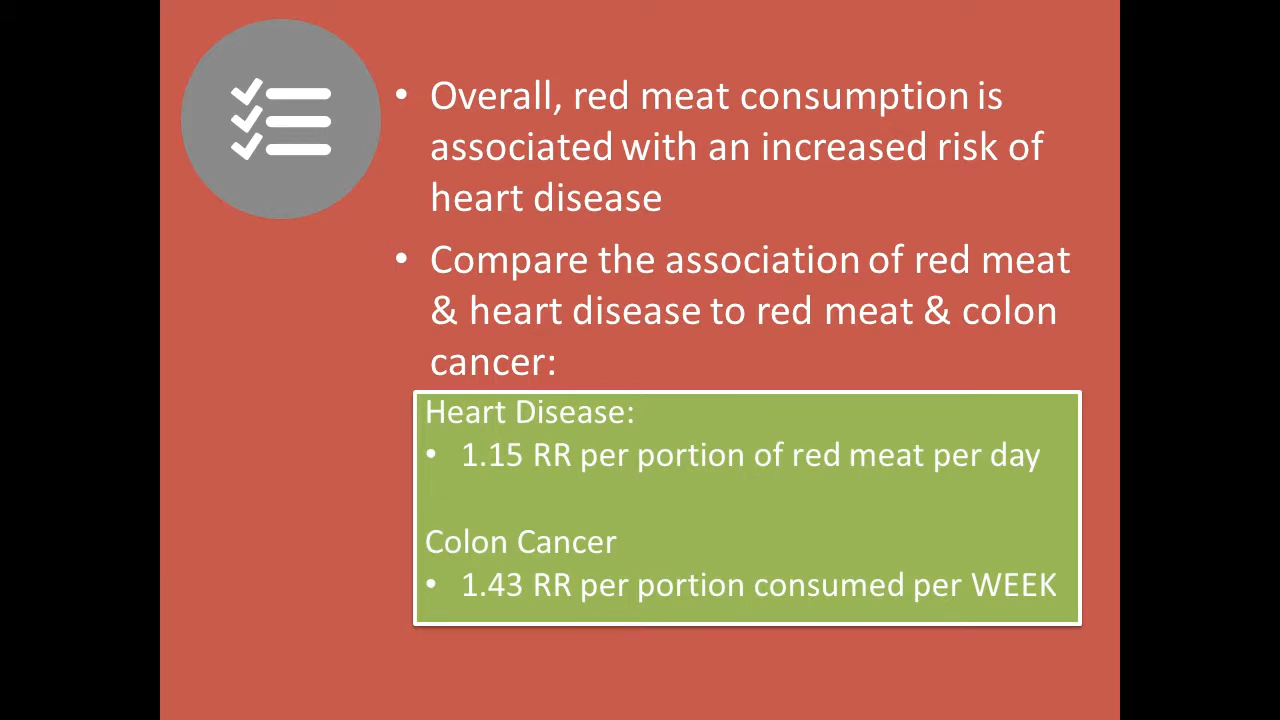 • Overall, red meat consumption is
associated with an increased risk of
heart disease
• Compare the association of red meat
& heart disease to red meat & colon
cancer:
Heart Disease:
• 1.15 RR per portion of red meat per day
Colon Cancer
• 1.43 RR per portion consumed per WEEK